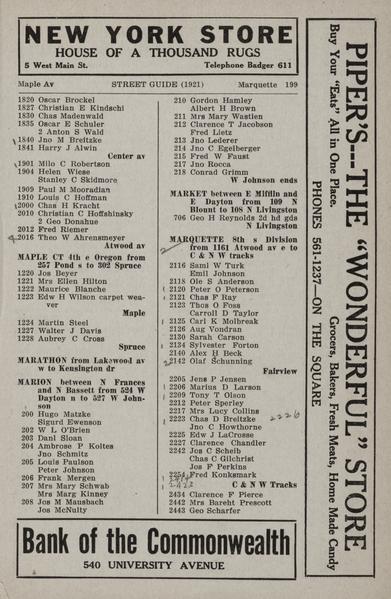 NEW YORK STORE
HOUSE OF A THOUSAND RUGS
5 West Main St. Telephone Badger 611
Maple Av STREET GUIDE (1921) Marquette 199
1820 Oscar Brockel
1827 Christian E Kindschi
1830 Chas Madenwald
1835 Oscar E Schuler
2 Anton S Wald
1840 Jno M Breitzke
1841 Harry J Alwin
Center av
1901 Milo C Robertson
1904 Helen Wiese
Stanley C Skidmore
1909 Paul M Mooradian
1910 Louis C Hoffman
2000 Chas H Kracht
2010 Christian C Hoffshinsky
2 Geo Donahue
2012 Fred Riemer
2016 Theo W Ahrensmeyer
Atwood av
MAPLE CT 4th e Oregon from
257 Pond s to 302 Spruce
1220 Jos Beyer
1221 Mrs Ellen Hilton
1222 Maurice Blanche
1223 Edw H Wilson carpet wea-
ver
Maple
1224 Martin Steel
1227 Walter J Davis
1228 Aubrey C Cross
Spruce
MARATHON from Lakewood av
w to Kensington dr
MARION between N Frances
and N Bassett from 524 W
Dayton n to 527 W John-
son
200 Hugo Matzke
Sigurd Ewenson
202 W L O'Brien
203 Danl Sloan
204 Ambrose P Koltes
Jno Schmitz
205 Louis Paulson
Peter Johnson
206 Frank Mergen
207 Mrs Mary Schwab
Mrs Marg Kinney
208 Jos M Mausbach
Jos McNulty
210 Gordon Hamley
Albert H Brown
211 Mrs Mary Wastien
212 Clarence T Jacobson
Fred Lietz
213 Jno Lederer
214 Jno C Egelberger
215 Fred W Faust
217 Jno Rocca
218 Conrad Grimm
W Johnson ends
MARKET between E Mifflin and
E Dayton from 109 N
Blount to 108 N Livingston
706 Geo H Reynolds 2d hd gds
N Livingston
MARQUETTE 8th s Division
from 1161 Atwood av e to
C & N W tracks
2116 Saml W Turk
Emil Johnson
2118 Ole S Anderson
2120 Peter O Peterson
2121 Chas F Ray
2123 Thos O Foss
Carroll D Taylor
2125 Carl K Molbreak
2126 Aug Vondran
2130 Sarah Carson
2134 Sylvester Forton
2140 Alex H Beck
2142 Olaf Schunning
Fairview
2205 Jens P Jensen
2206 Marius D Larson
2209 Tony T Olson
2212 Peter Sperley
2217 Mrs Lucy Collins
2223 Chas D Breitzke 2226
Jno C Howthorne
2225 Edw J LaCrosse
2227 Clarence Chandler
2242 Jos C Scheib
Chas C Gilchrist
Jos F Perkins
2254 Fred Konksmark
C & N W Tracks
2434 Clarence F Pierce
2442 Mrs Bareht Prescott
2443 Geo Scharfer
Bank of the Commonwealth
540 UNIVERSITY AVENUE
PIPER'S---THE "WONDERFUL" STORE
Buy Your "Eats" All in One Place. Grocers, Bakers, Fresh Meats, Home Made Candy
PHONES 561-1237—ON THE SQUARE